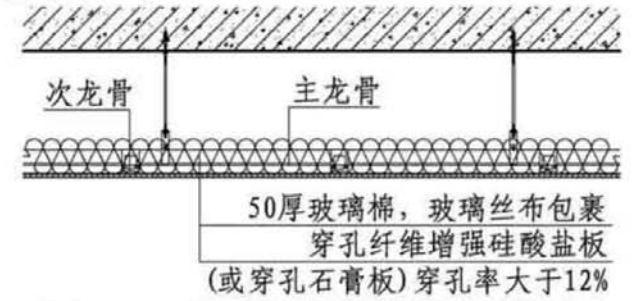 次龙骨 主龙骨
50厚玻璃棉，玻璃丝布包裹
穿孔纤维增强硅酸盐板
(或穿孔石膏板)穿孔率大于12%